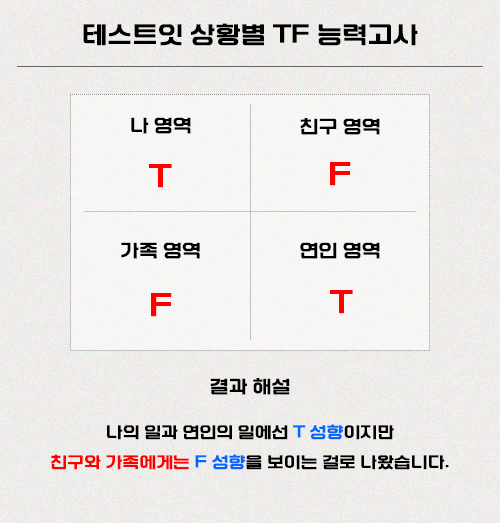 테스트잇 상황별 TF 능력고사
나 영역
T
친구 영역
F
가족 영역
F
연인 영역
T
결과 해설
나의 일과 연인의 일에선 T 성향이지만
친구와 가족에게는 F 성향을 보이는 걸로 나왔습니다.